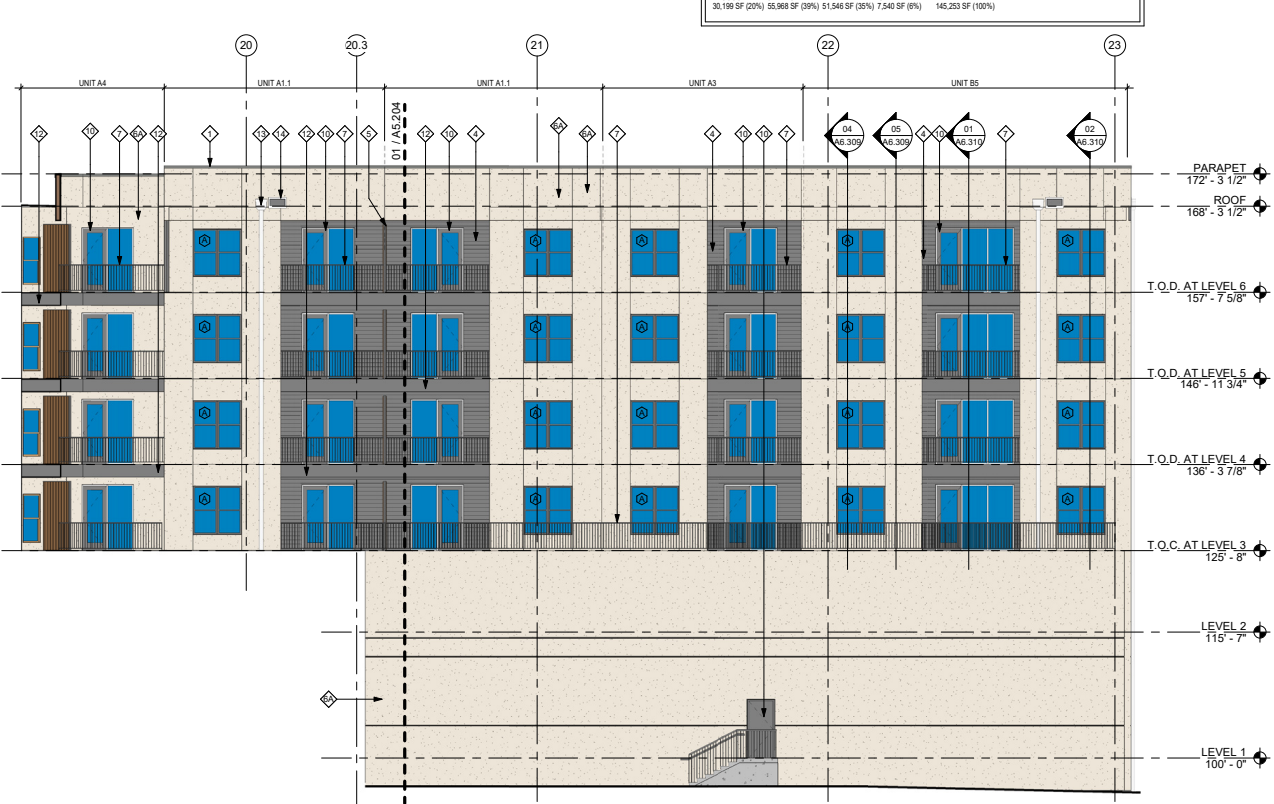 30,199 SF (20%) 55,968 SF (39%) 51,546 SF (35%) 7,540 SF (6%) 145,253 SF (100%)
20 20.3 21 22 23
UNIT A4 UNIT A1.1 UNIT A1.1 UNIT A3 UNIT B5
01 / A5.204
12 10 7 6A 12 1 13 14 12 10 7 5 12 10 4 6A 6A 7 4 10 10 7 4 10 7
04 A6.309
05 A6.309
01 A6.310
02 A6.310
PARAPET
172' - 3 1/2"
ROOF
168' - 3 1/2"
A A A A A A
T.O.D. AT LEVEL 6
157' - 7 5/8"
A A A A A A
T.O.D. AT LEVEL 5
146' - 11 3/4"
A A A A A A
T.O.D. AT LEVEL 4
136' - 3 7/8"
A A A A A A
T.O.C. AT LEVEL 3
125' - 8"
LEVEL 2
115' - 7"
6A
LEVEL 1
100' - 0"